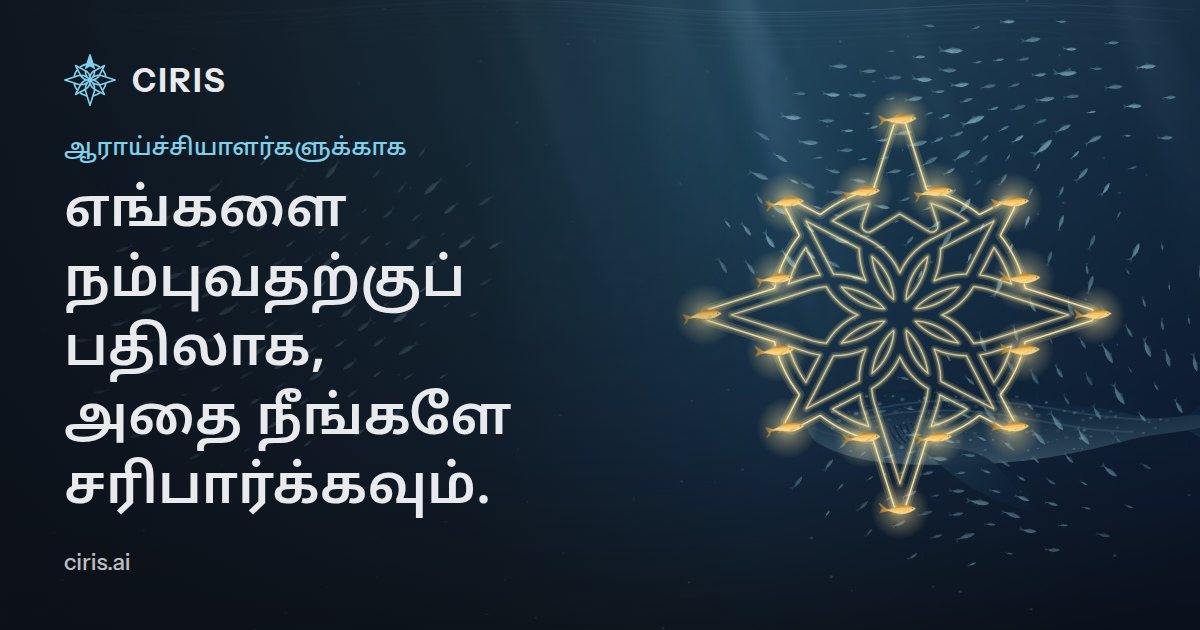 CIRIS
ஆராய்ச்சியாளர்களுக்காக
எங்களை
நம்புவதற்குப்
பதிலாக,
அதை நீங்களே
சரிபார்க்கவும்.
ciris.ai